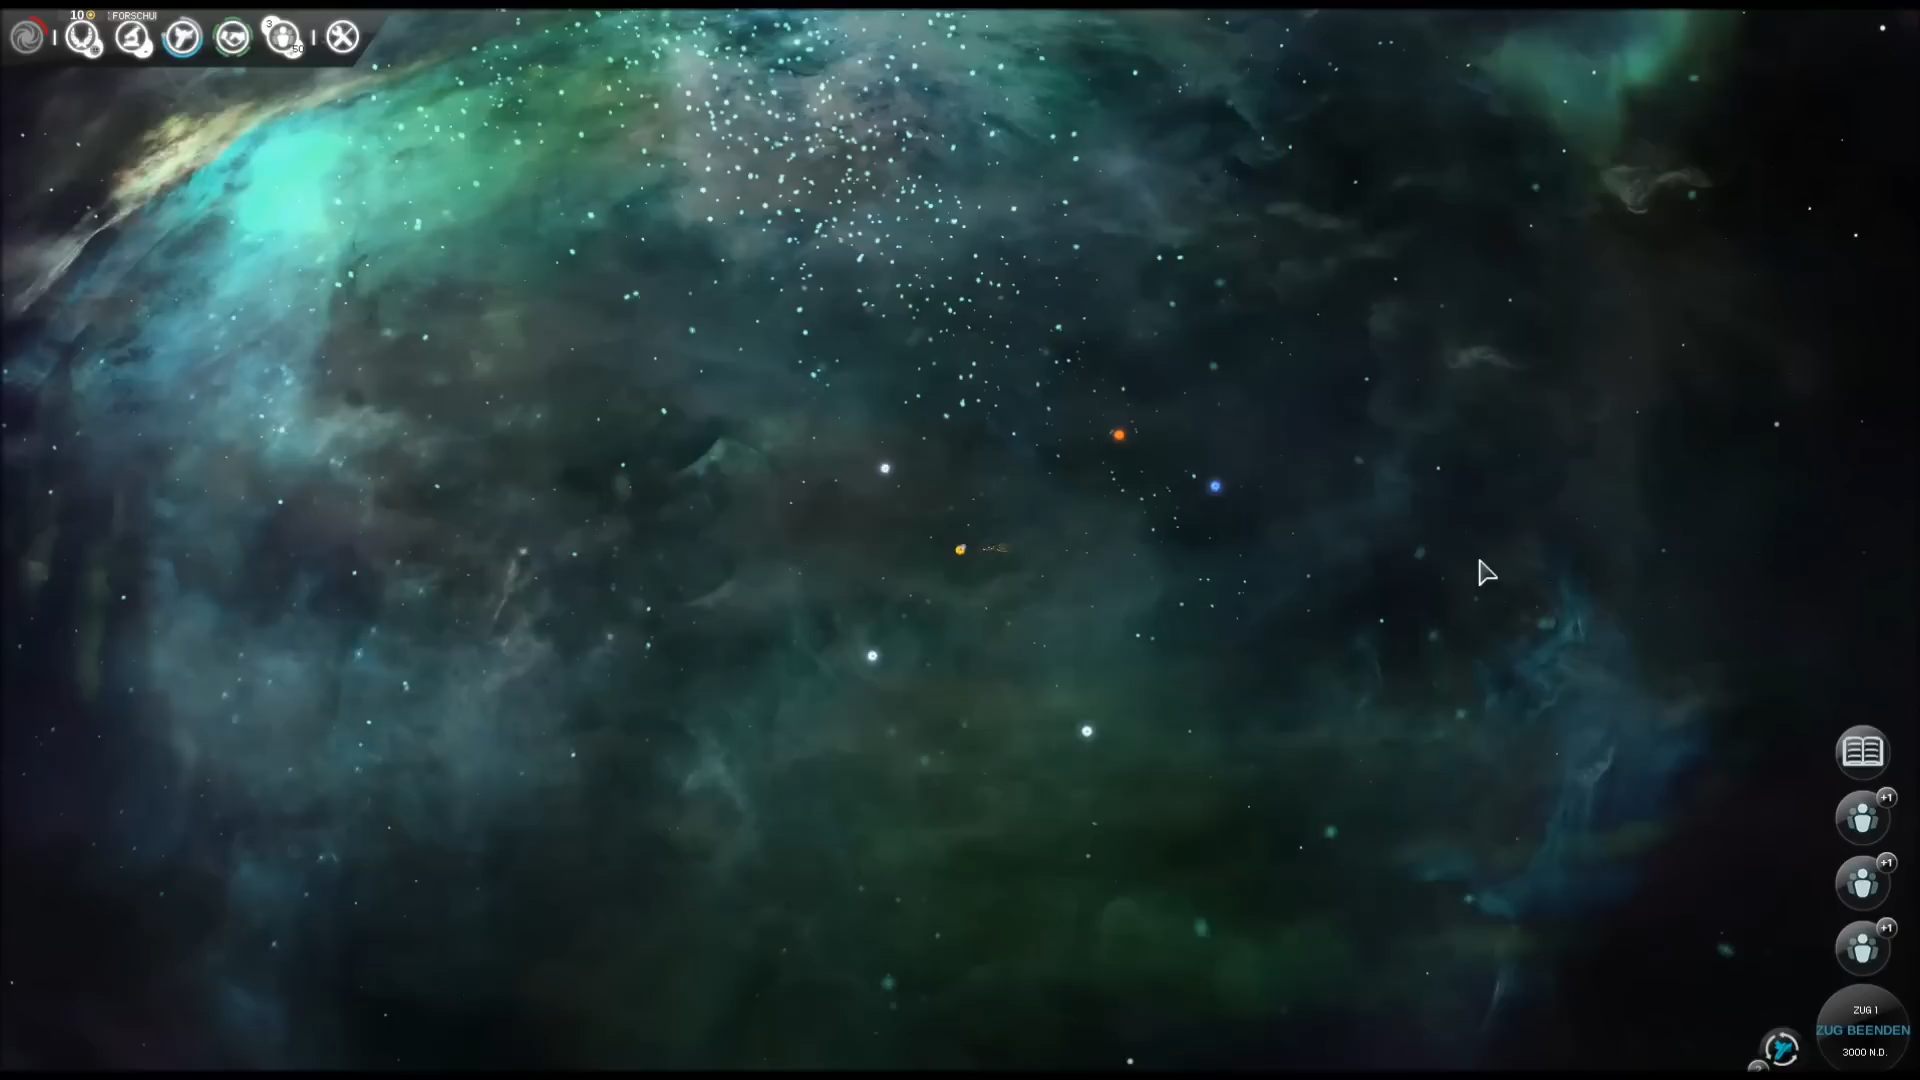 10
FORSCHU
3
50
+1
+1
+1
ZUG 1
ZUG BEENDEN
3000 N.D.